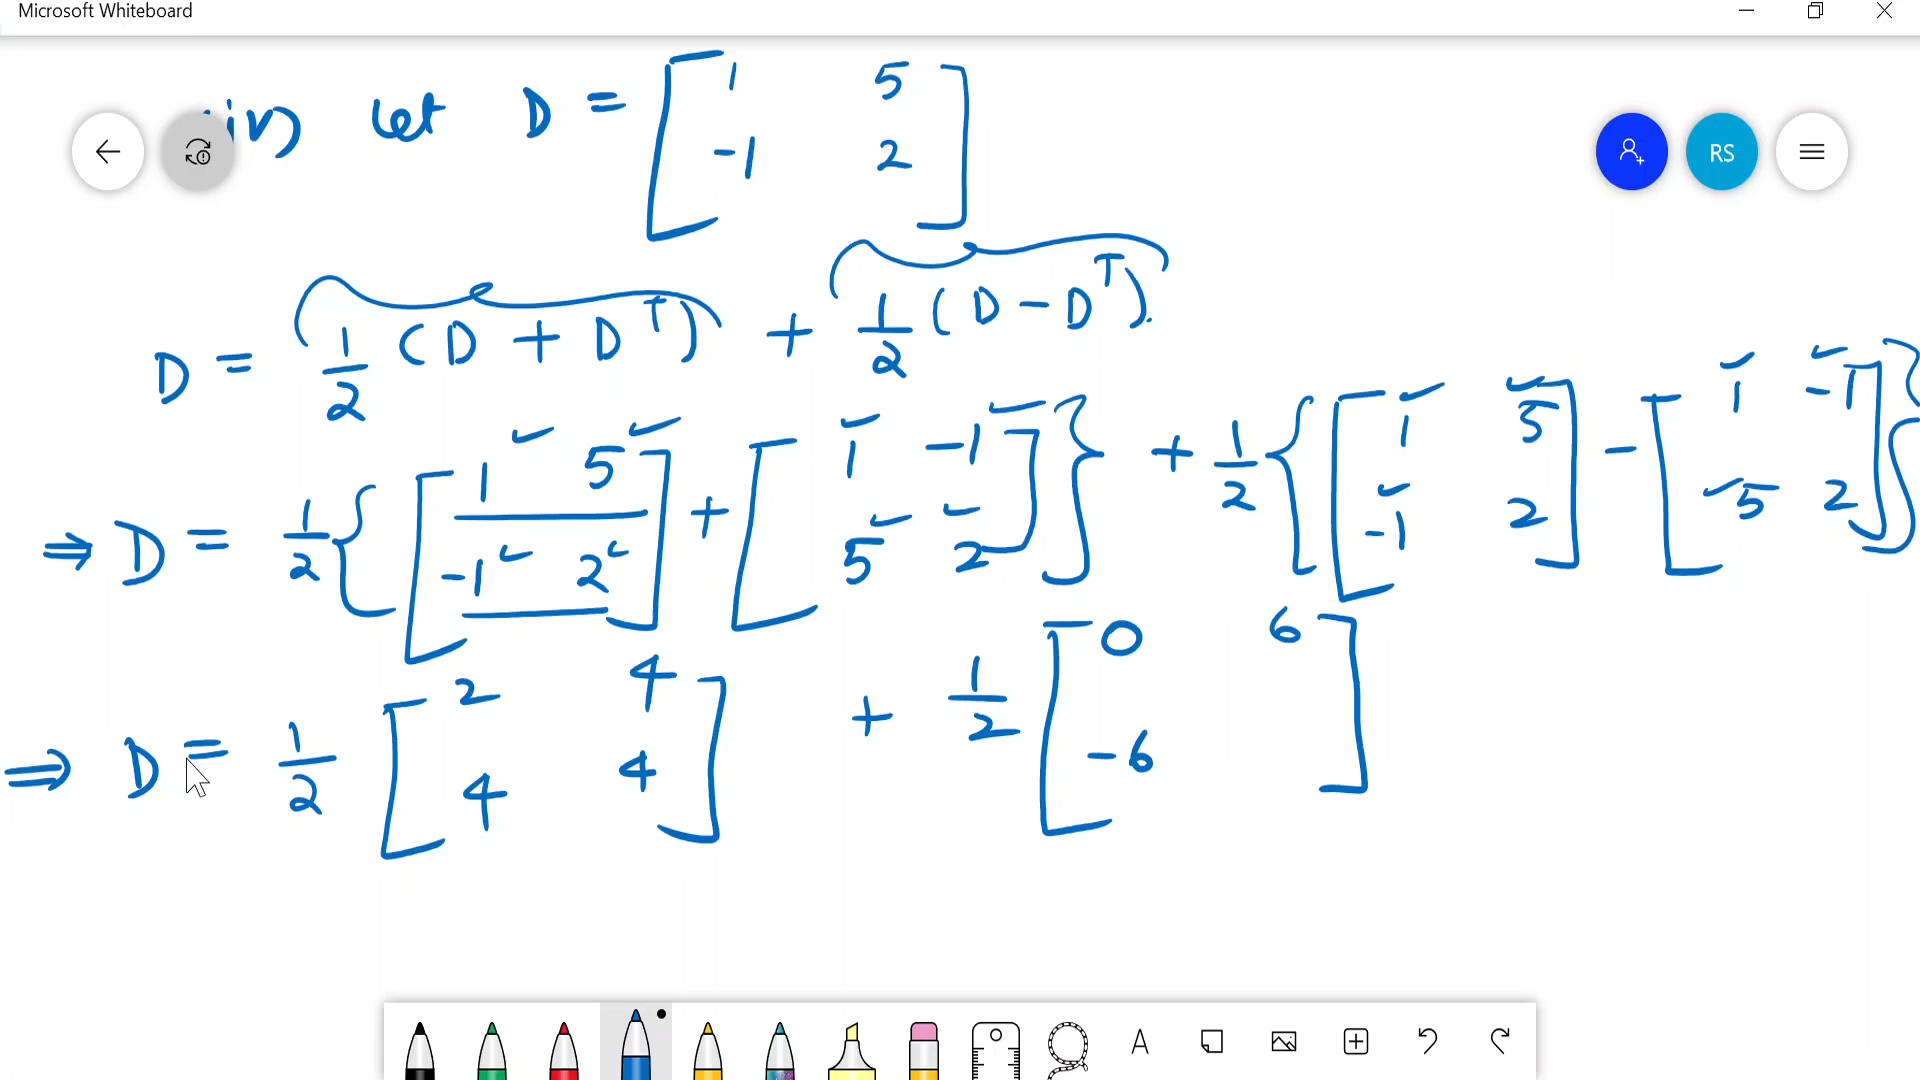 Microsoft Whiteboard
iv) let D = [ 1 5
-1 2 ]
D = 1/2 (D + D^T) + 1/2 (D - D^T).
⇒ D = 1/2 { [ 1 5 ; -1 2 ] + [ 1 -1 ; 5 2 ] } + 1/2 { [ 1 5 ; -1 2 ] - [ 1 -1 ; 5 2 ] }
⇒ D = 1/2 [ 2 4 ; 4 4 ] + 1/2 [ 0 6 ; -6 ]
RS
A